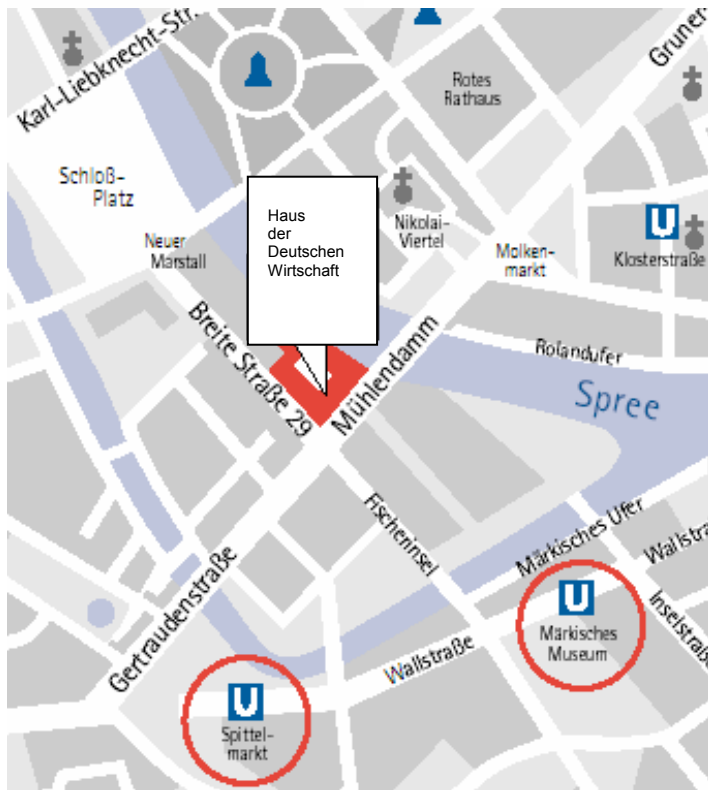 Karl-Liebknecht-Str.
Gruner
Rotes
Rathaus
Schloß-
Platz
Haus
der
Deutschen
Wirtschaft
Nikolai-
Viertel
U
Neuer
Marstall
Molken-
markt
Klosterstraße
Breite Straße 29
Mühlendamm
Rolandufer
Spree
Fischerinsel
Märkisches Ufer
Wallstra
Gertraudenstraße
U
Märkisches
Museum
Inselstraße
Wallstraße
U
Spittel-
markt